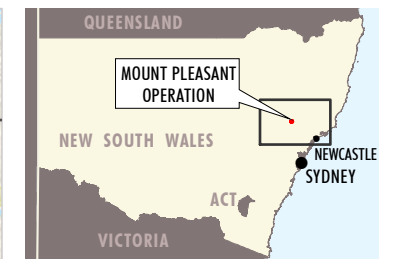 QUEENSLAND
MOUNT PLEASANT
OPERATION
NEW SOUTH WALES
NEWCASTLE
SYDNEY
ACT
VICTORIA